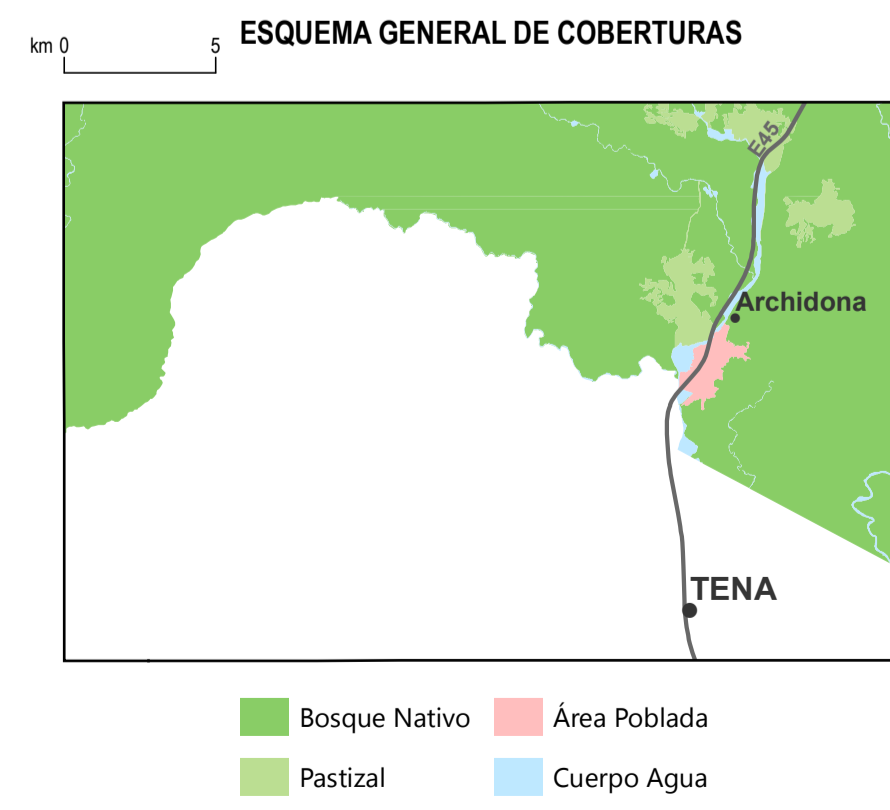 ESQUEMA GENERAL DE COBERTURAS
km 0 5
E45
Archidona
TENA
Bosque Nativo
Área Poblada
Pastizal
Cuerpo Agua